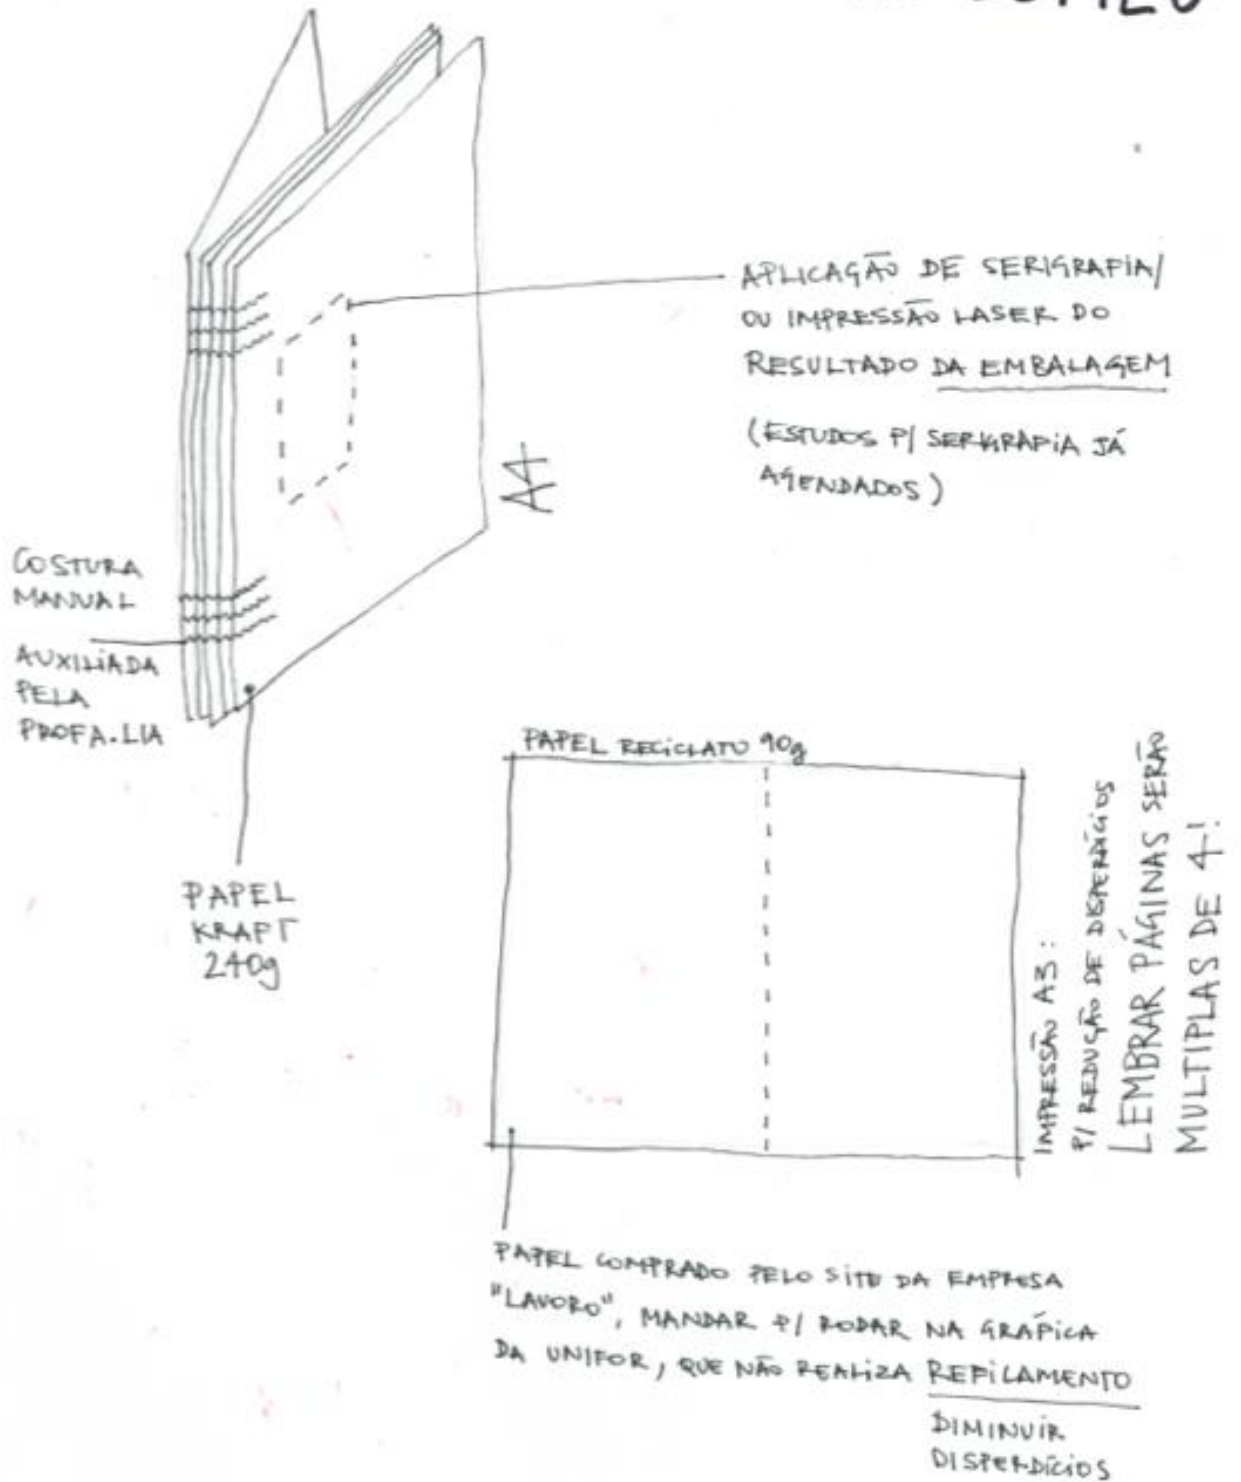 APLICAÇÃO DE SERIGRAFIA/
OU IMPRESSÃO LASER DO
RESULTADO DA EMBALAGEM
(ESTUDOS P/ SERIGRAFIA JÁ
AGENDADOS)
A4
COSTURA
MANUAL
AUXILIADA
PELA
PROFA.LIA
PAPEL
KRAFT
240g
PAPEL RECICLATO 90g
IMPRESSÃO A3:
P/ REDUÇÃO DE DISPERDÍCIOS
LEMBRAR PÁGINAS SERÃO
MULTIPLAS DE 4!
PAPEL COMPRADO PELO SITE DA EMPRESA
"LAVORO", MANDAR P/ RODAR NA GRÁFICA
DA UNIFOR, QUE NÃO REALIZA REFILAMENTO
DIMINUIR
DISPERDÍCIOS